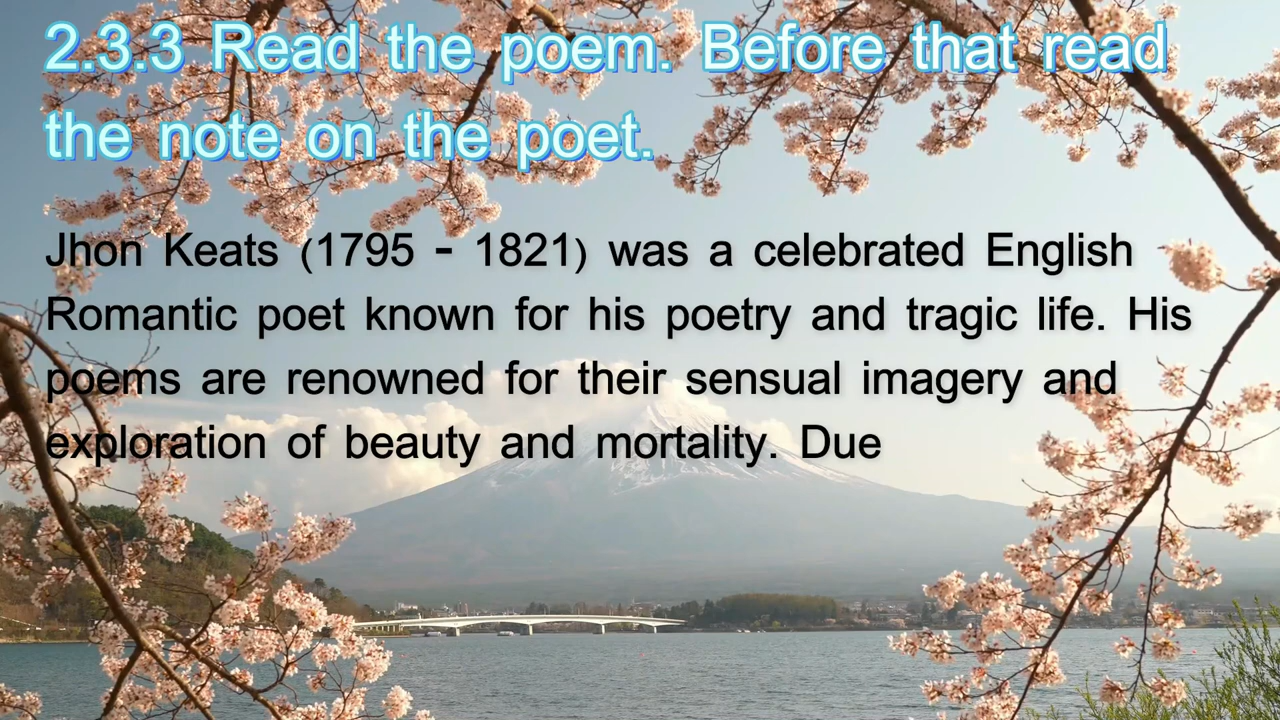 2.3.3 Read the poem. Before that read
the note on the poet.
Jhon Keats (1795 - 1821) was a celebrated English
Romantic poet known for his poetry and tragic life. His
poems are renowned for their sensual imagery and
exploration of beauty and mortality. Due